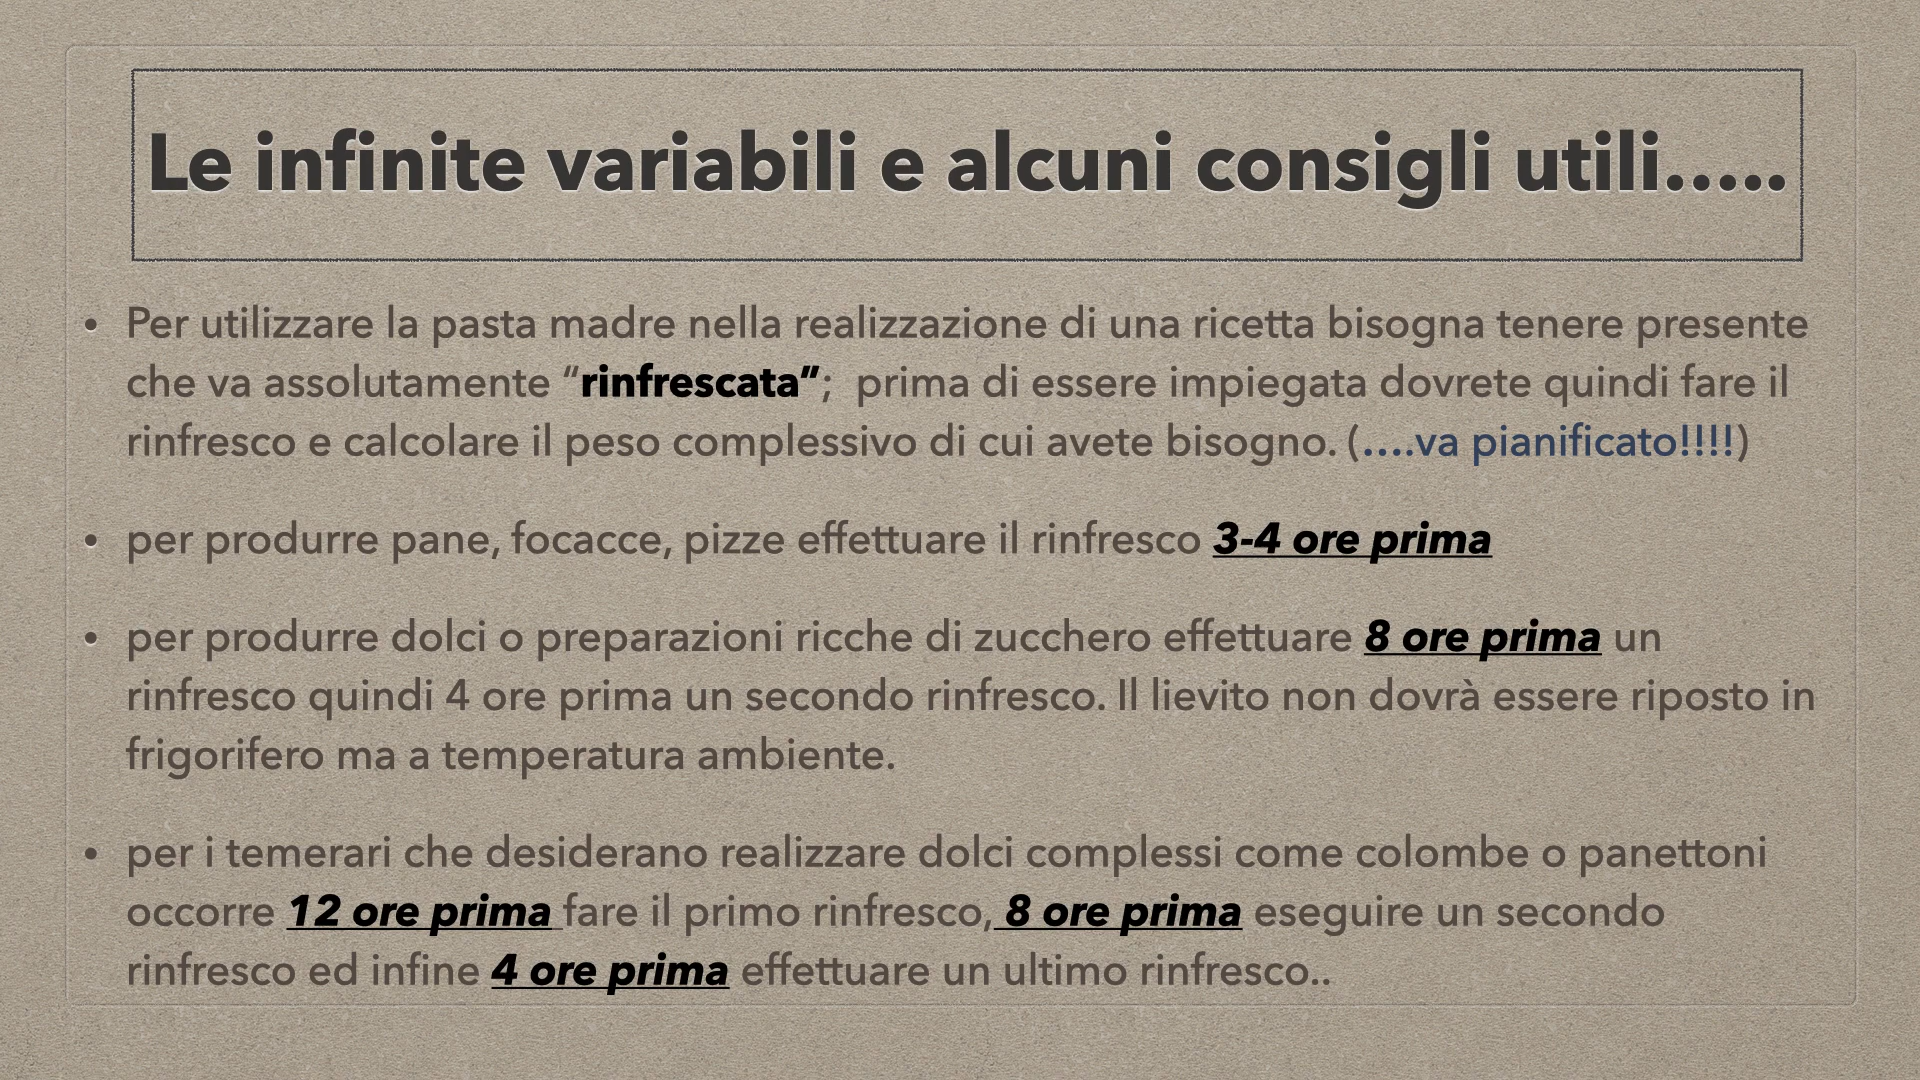 Le infinite variabili e alcuni consigli utili…..
• Per utilizzare la pasta madre nella realizzazione di una ricetta bisogna tenere presente
che va assolutamente “rinfrescata”;  prima di essere impiegata dovrete quindi fare il
rinfresco e calcolare il peso complessivo di cui avete bisogno. (….va pianificato!!!!)
• per produrre pane, focacce, pizze effettuare il rinfresco 3-4 ore prima
• per produrre dolci o preparazioni ricche di zucchero effettuare 8 ore prima un
rinfresco quindi 4 ore prima un secondo rinfresco. Il lievito non dovrà essere riposto in
frigorifero ma a temperatura ambiente.
• per i temerari che desiderano realizzare dolci complessi come colombe o panettoni
occorre 12 ore prima fare il primo rinfresco, 8 ore prima eseguire un secondo
rinfresco ed infine 4 ore prima effettuare un ultimo rinfresco..